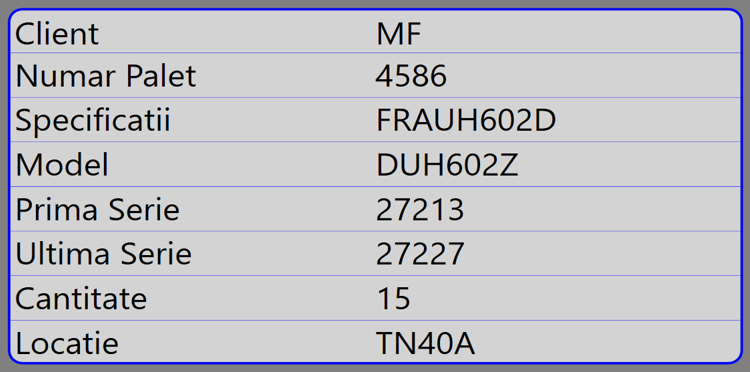 Client MF
Numar Palet 4586
Specificatii FRAUH602D
Model DUH602Z
Prima Serie 27213
Ultima Serie 27227
Cantitate 15
Locatie TN40A